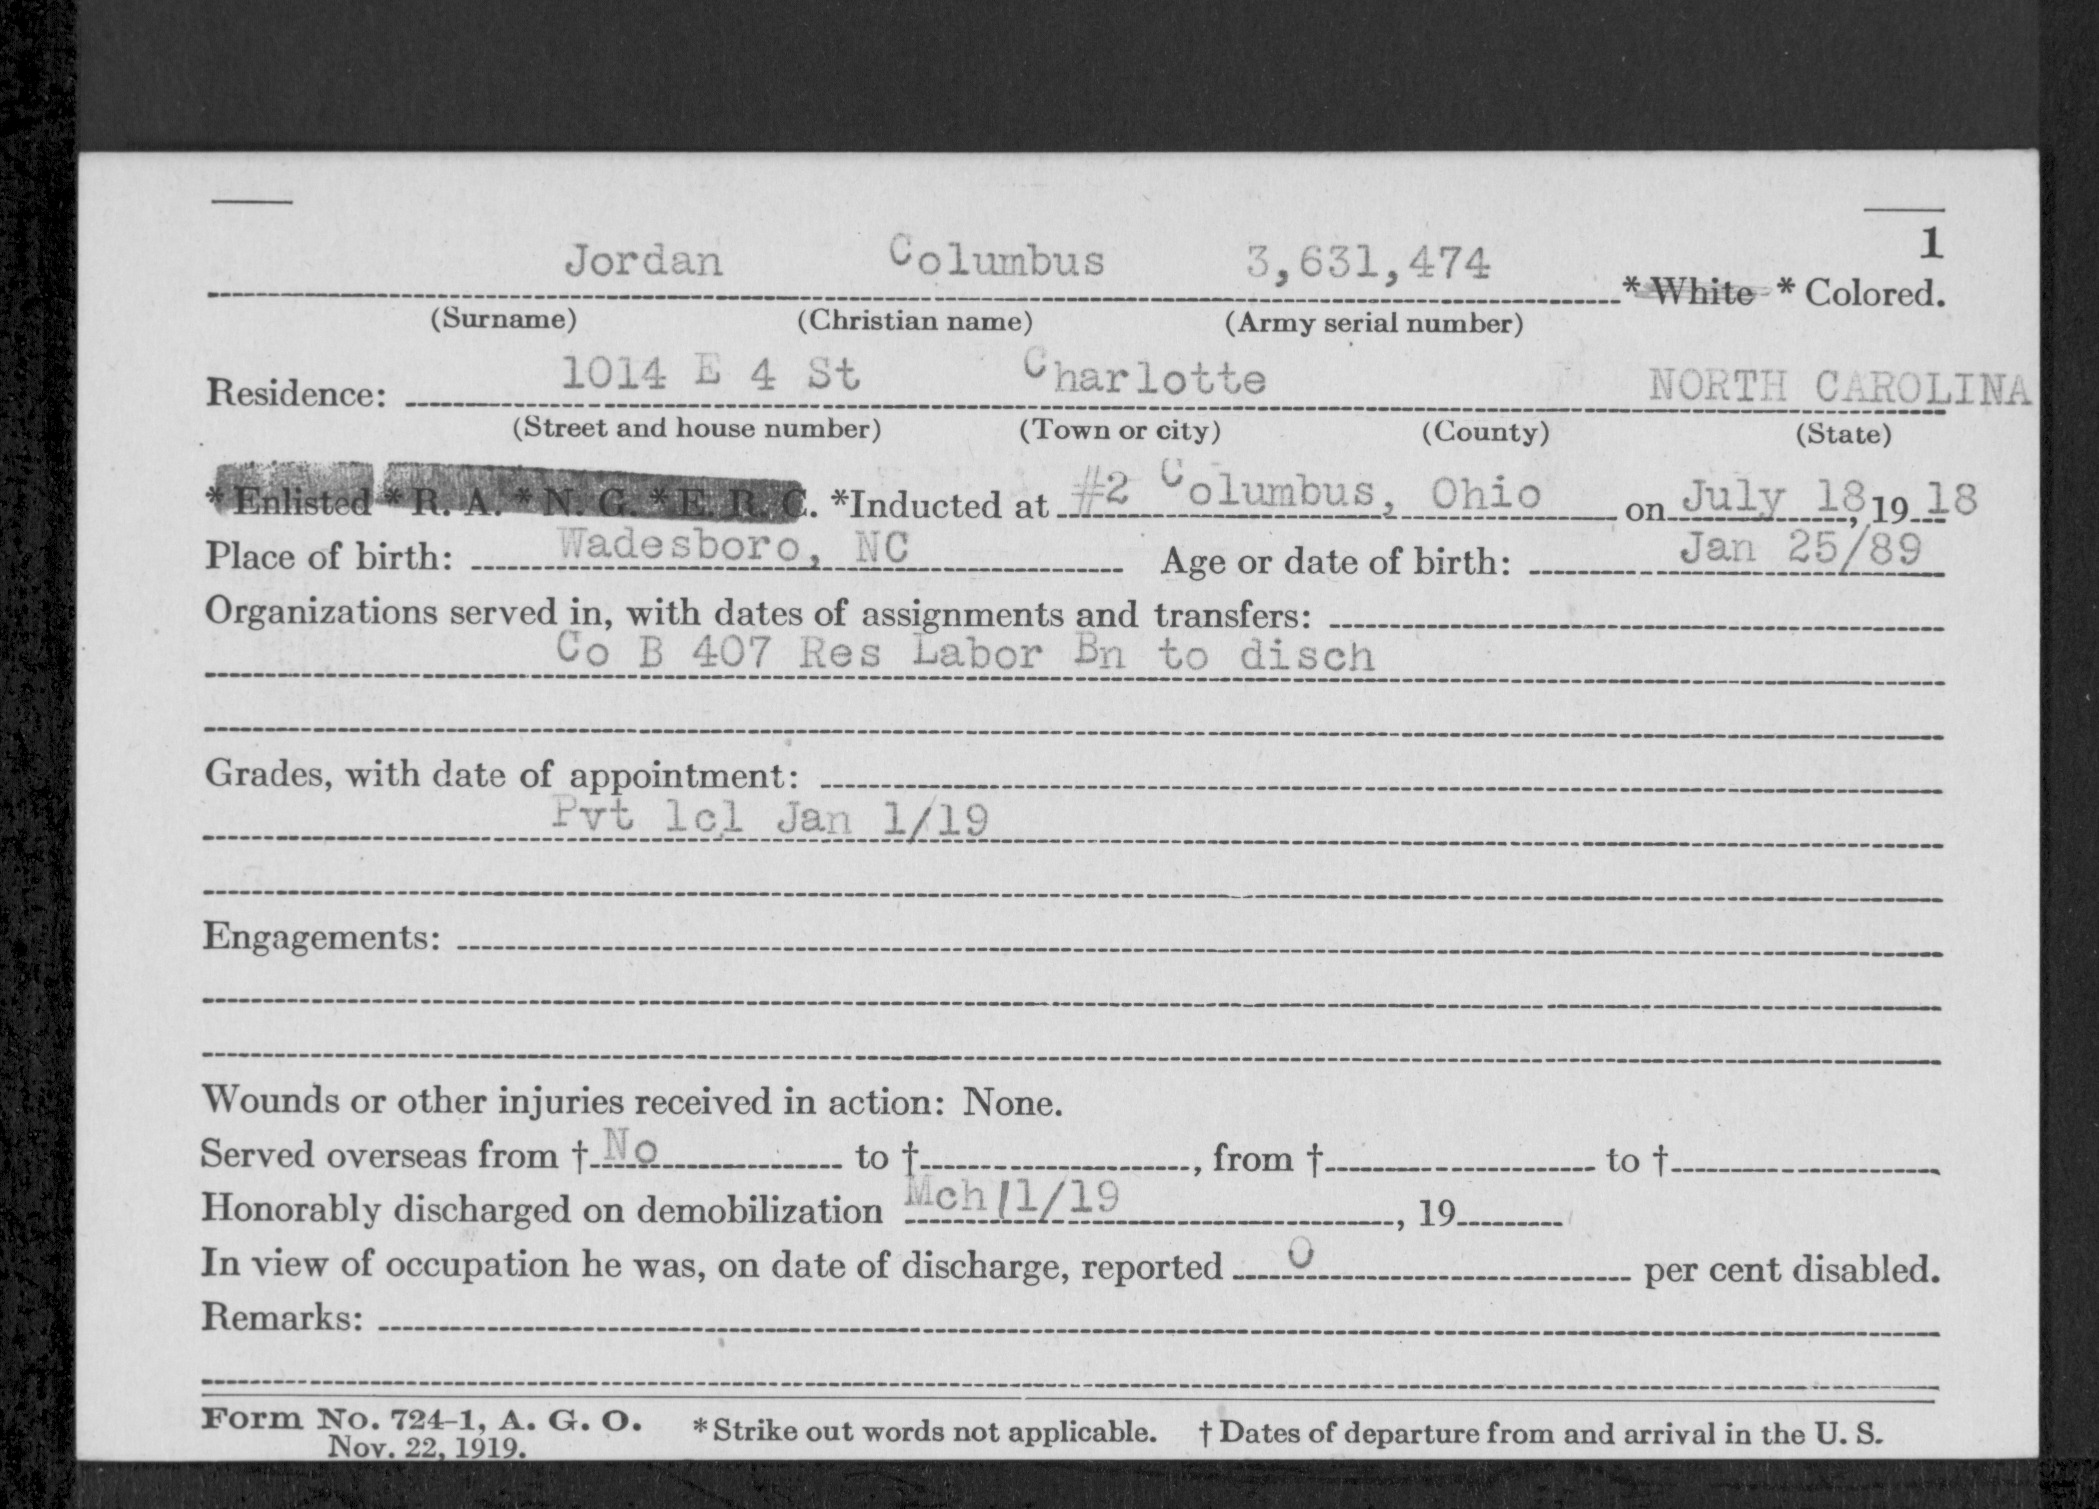 1
Jordan Columbus 3,631,474 * White * Colored.
(Surname) (Christian name) (Army serial number)
Residence: 1014 E 4 St Charlotte NORTH CAROLINA
(Street and house number) (Town or city) (County) (State)
* Enlisted * R. A. * N. G. * E. R. C. *Inducted at #2 Columbus, Ohio on July 18, 1918
Place of birth: Wadesboro, NC Age or date of birth: Jan 25/89
Organizations served in, with dates of assignments and transfers:
Co B 407 Res Labor Bn to disch
Grades, with date of appointment:
Pvt 1cl Jan 1/19
Engagements:
Wounds or other injuries received in action: None.
Served overseas from † No to †, from † to †
Honorably discharged on demobilization Mch 11/19, 19
In view of occupation he was, on date of discharge, reported 0 per cent disabled.
Remarks:
Form No. 724-1, A. G. O. * Strike out words not applicable. † Dates of departure from and arrival in the U. S.
Nov. 22, 1919.